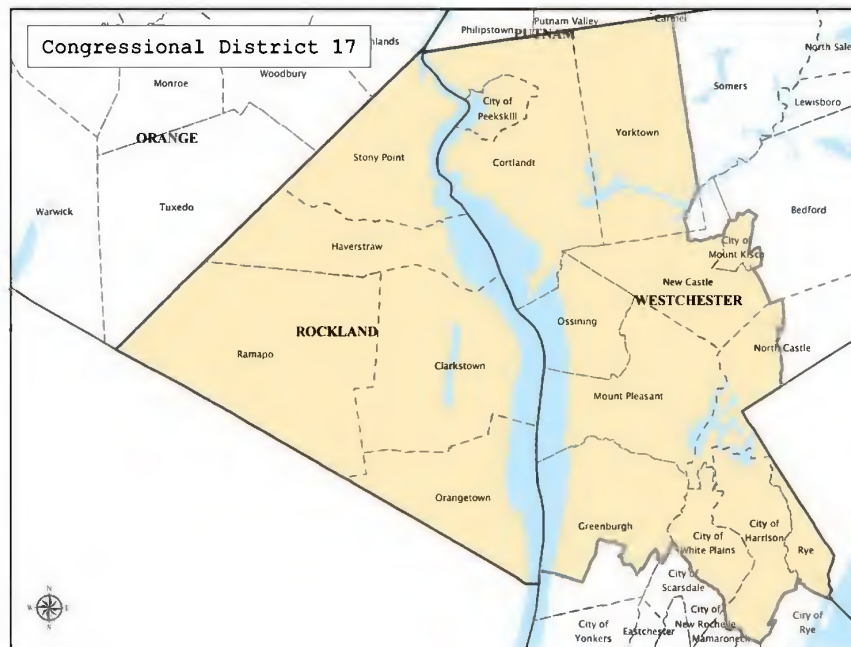 Congressional District 17
Philipstown
Putnam Valley
Carmel
PUTNAM
hlands
North Sale
Monroe
Woodbury
Somers
Lewisboro
City of
Peekskill
ORANGE
Yorktown
Stony Point
Cortlandt
Warwick
Tuxedo
Bedford
Haverstraw
City of
Mount Kisco
New Castle
WESTCHESTER
ROCKLAND
Ossining
Ramapo
North Castle
Clarkstown
Mount Pleasant
Orangetown
Greenburgh
City of
White Plains
City of
Harrison
Rye
City of
Scarsdale
N
W
E
S
City of
Yonkers
Eastchester
City of
New Rochelle
Mamaroneck
City of
Rye